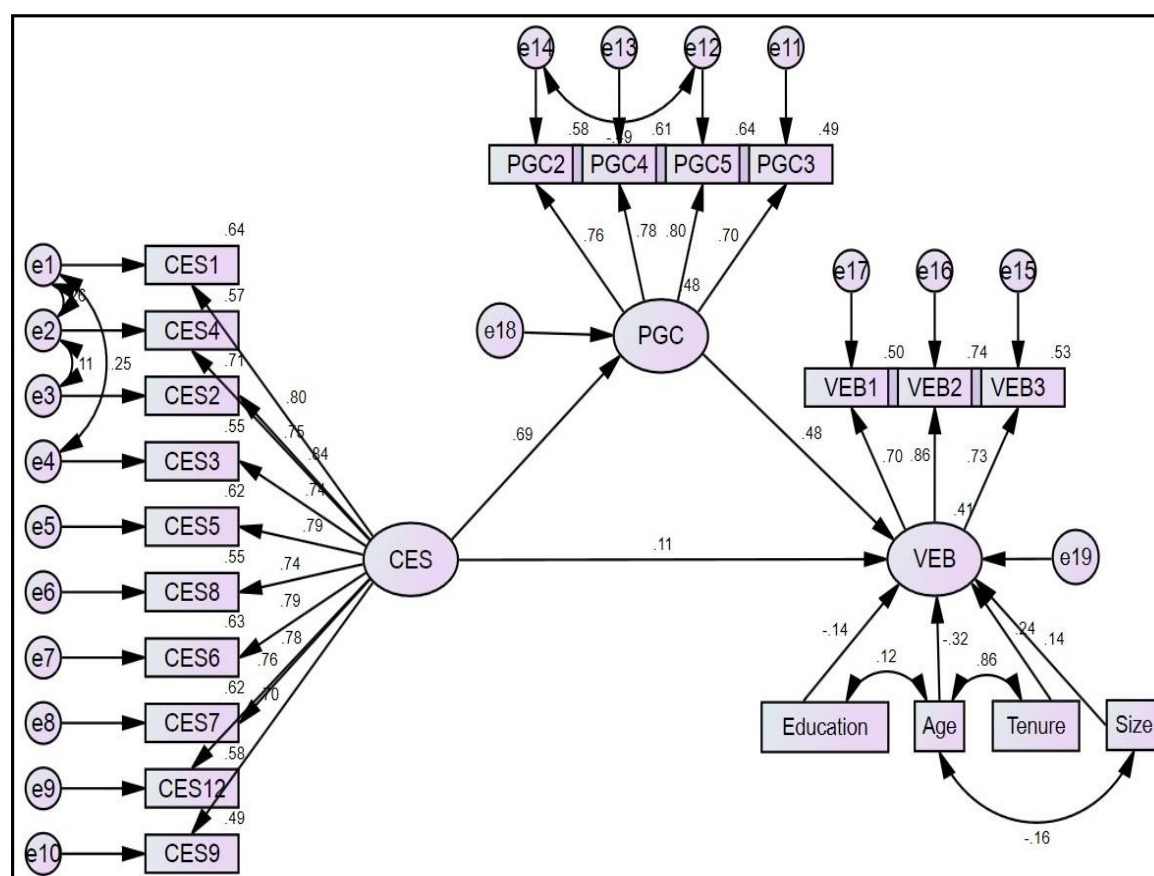 e14 e13 e12 e11
.58 -.49 .61 .64 .49
PGC2 PGC4 PGC5 PGC3
.76 .78 .80 .70
.48
e18 PGC
e17 e16 e15
.50 .74 .53
VEB1 VEB2 VEB3
.70 .86 .73
.41
.64
e1 CES1
.57
e2 CES4
.11 .25
.71
e3 CES2
.55
e4 CES3
.62
e5 CES5
.55
e6 CES8
.63
e7 CES6
.62
e8 CES7
.58
e9 CES12
.49
e10 CES9
.80
.75
.84
.74
.79
.74
.79
.78
.76
.70
CES
.69
.48
.11
VEB e19
-.14 -.32 .24 .14
.12 .86
Education Age Tenure Size
-.16